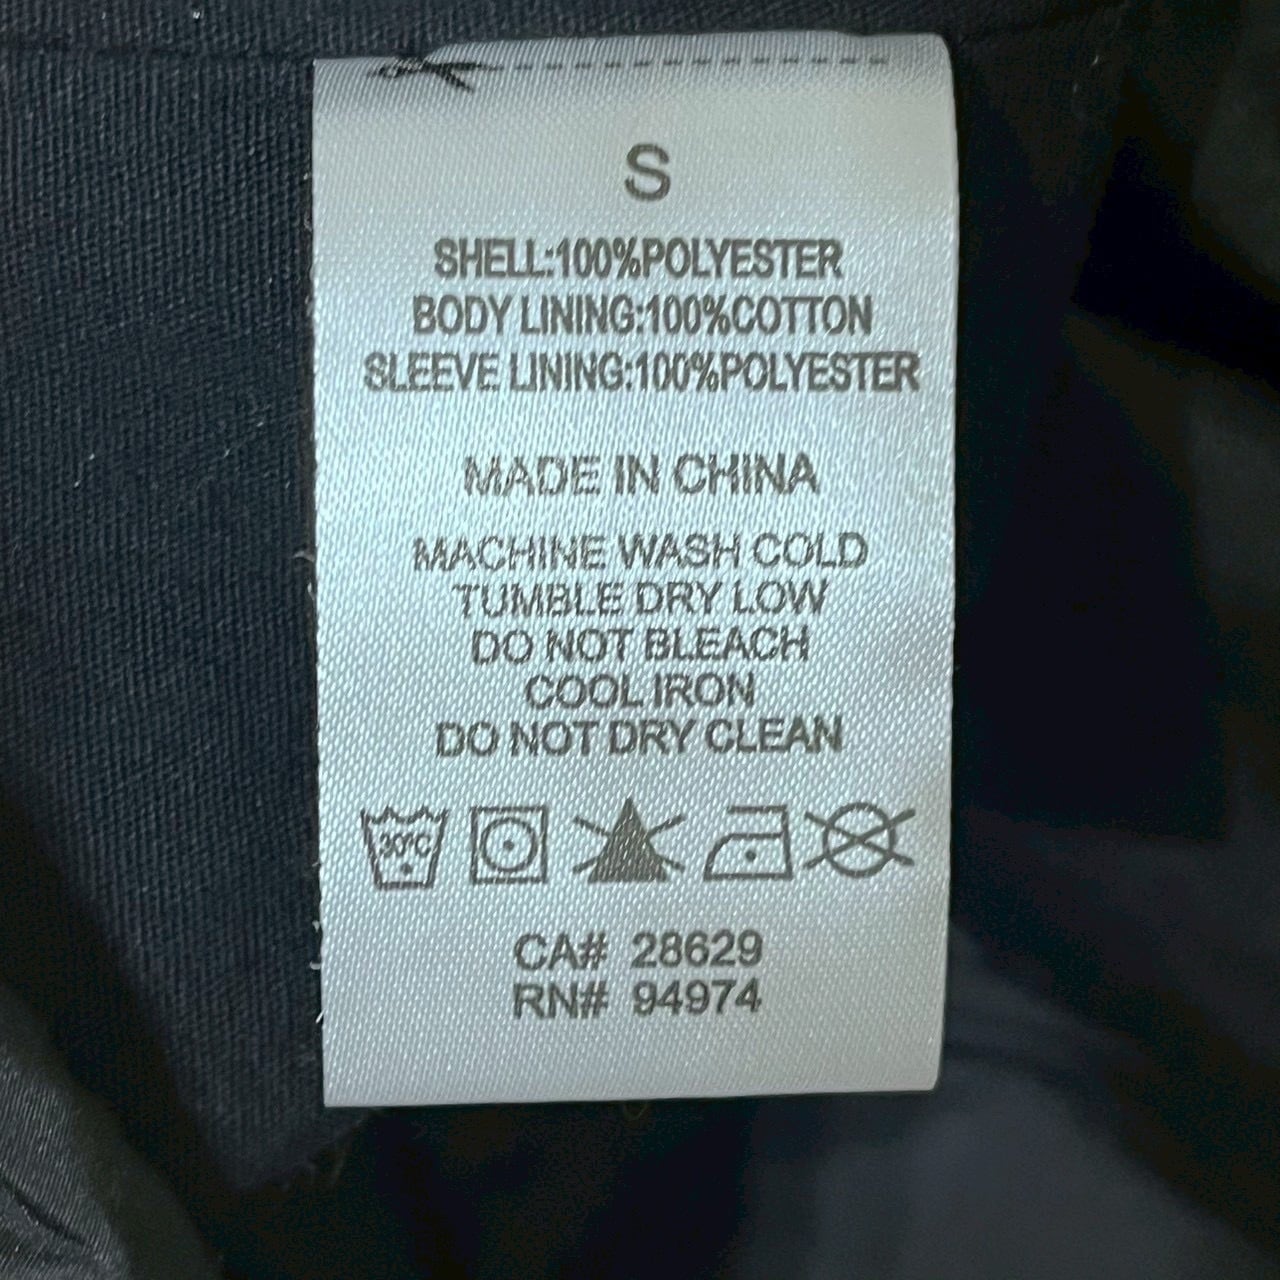 S
SHELL:100%POLYESTER
BODY LINING:100%COTTON
SLEEVE LINING:100%POLYESTER
MADE IN CHINA
MACHINE WASH COLD
TUMBLE DRY LOW
DO NOT BLEACH
COOL IRON
DO NOT DRY CLEAN
30°C
CA# 28629
RN# 94974